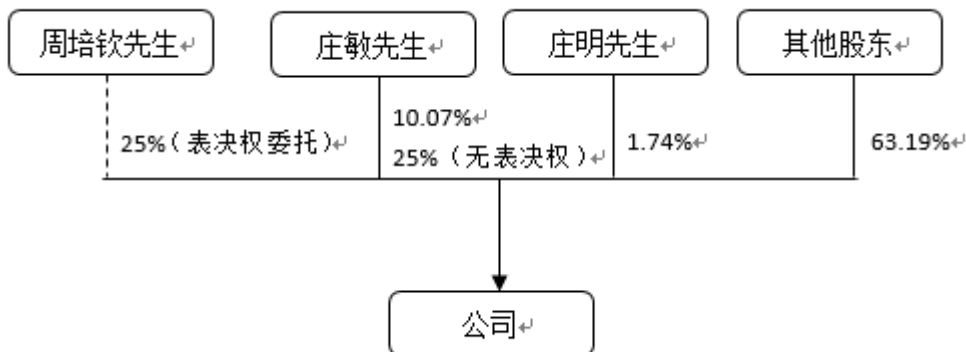 周培钦先生
庄敏先生
庄明先生
其他股东
25%（表决权委托）
10.07%
25%（无表决权）
1.74%
63.19%
公司